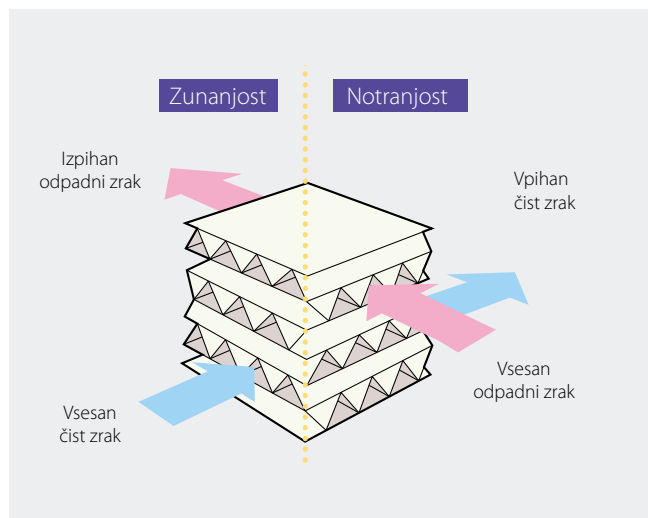 Zunanjost
Notranjost
Izpihan
odpadni zrak
Vpihan
čist zrak
Vsesan
odpadni zrak
Vsesan
čist zrak